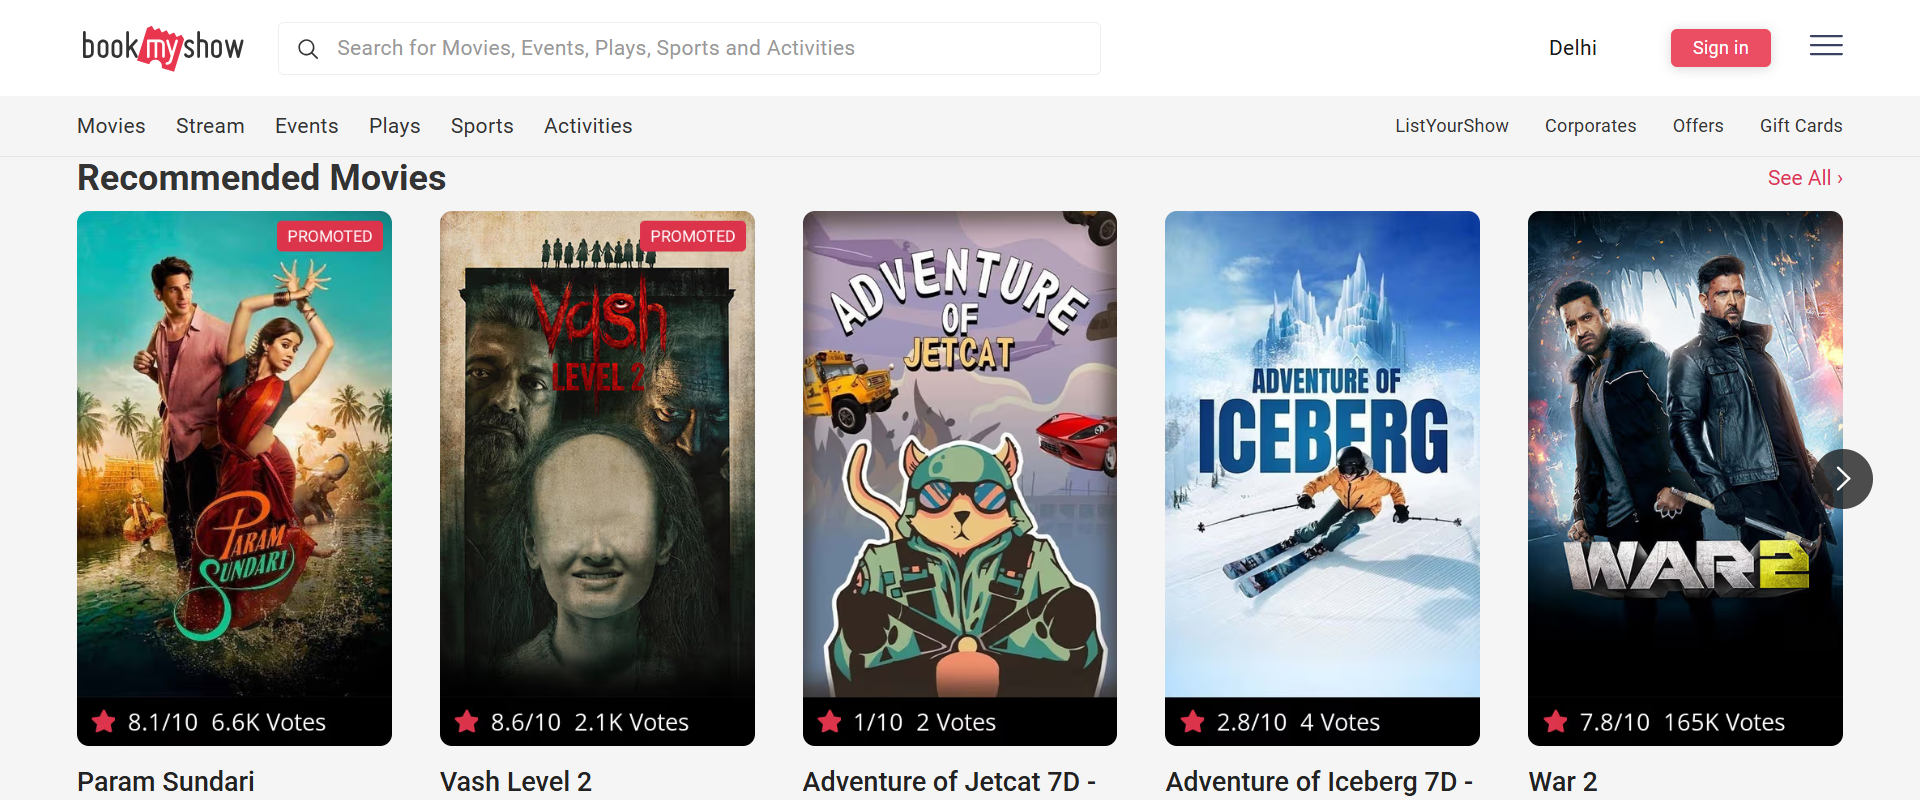 bookmyshow
Search for Movies, Events, Plays, Sports and Activities
Delhi
Sign in
Movies Stream Events Plays Sports Activities
ListYourShow Corporates Offers Gift Cards
Recommended Movies
See All ›
PROMOTED
PARAM
SUNDARI
8.1/10 6.6K Votes
Param Sundari
PROMOTED
Vash
LEVEL 2
8.6/10 2.1K Votes
Vash Level 2
ADVENTURE
OF
JETCAT
1/10 2 Votes
Adventure of Jetcat 7D -
ADVENTURE OF
ICEBERG
2.8/10 4 Votes
Adventure of Iceberg 7D -
WAR2
7.8/10 165K Votes
War 2